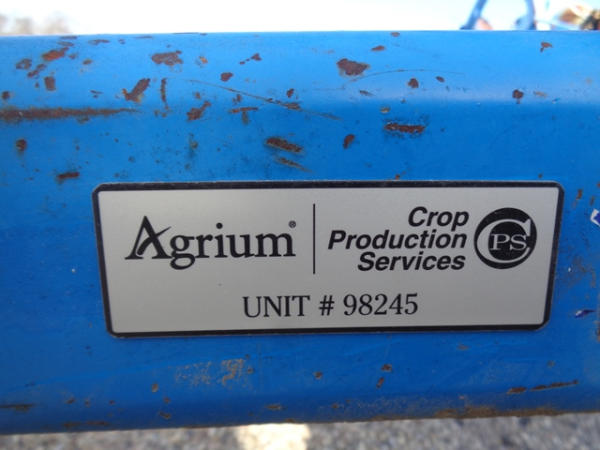 Agrium®
Crop
Production
Services
CPS
UNIT # 98245